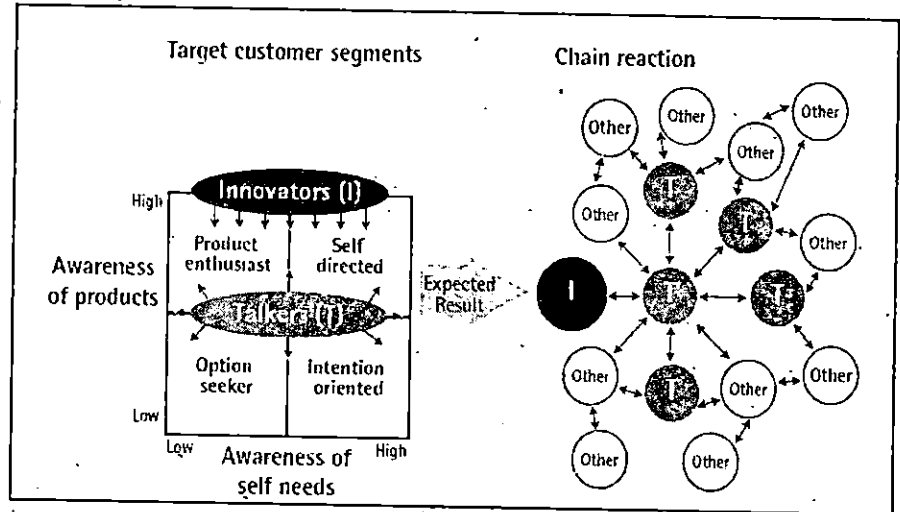 Target customer segments
Innovators (I)
High
Product
enthusiast
Self
directed
Awareness
of products
Talkers (T)
Option
seeker
Intention
oriented
Low
Low
High
Awareness of
self needs
Expected
Result
Chain reaction
Other
Other
Other
Other
Other
T
T
Other
I
T
T
Other
T
Other
Other
Other
Other